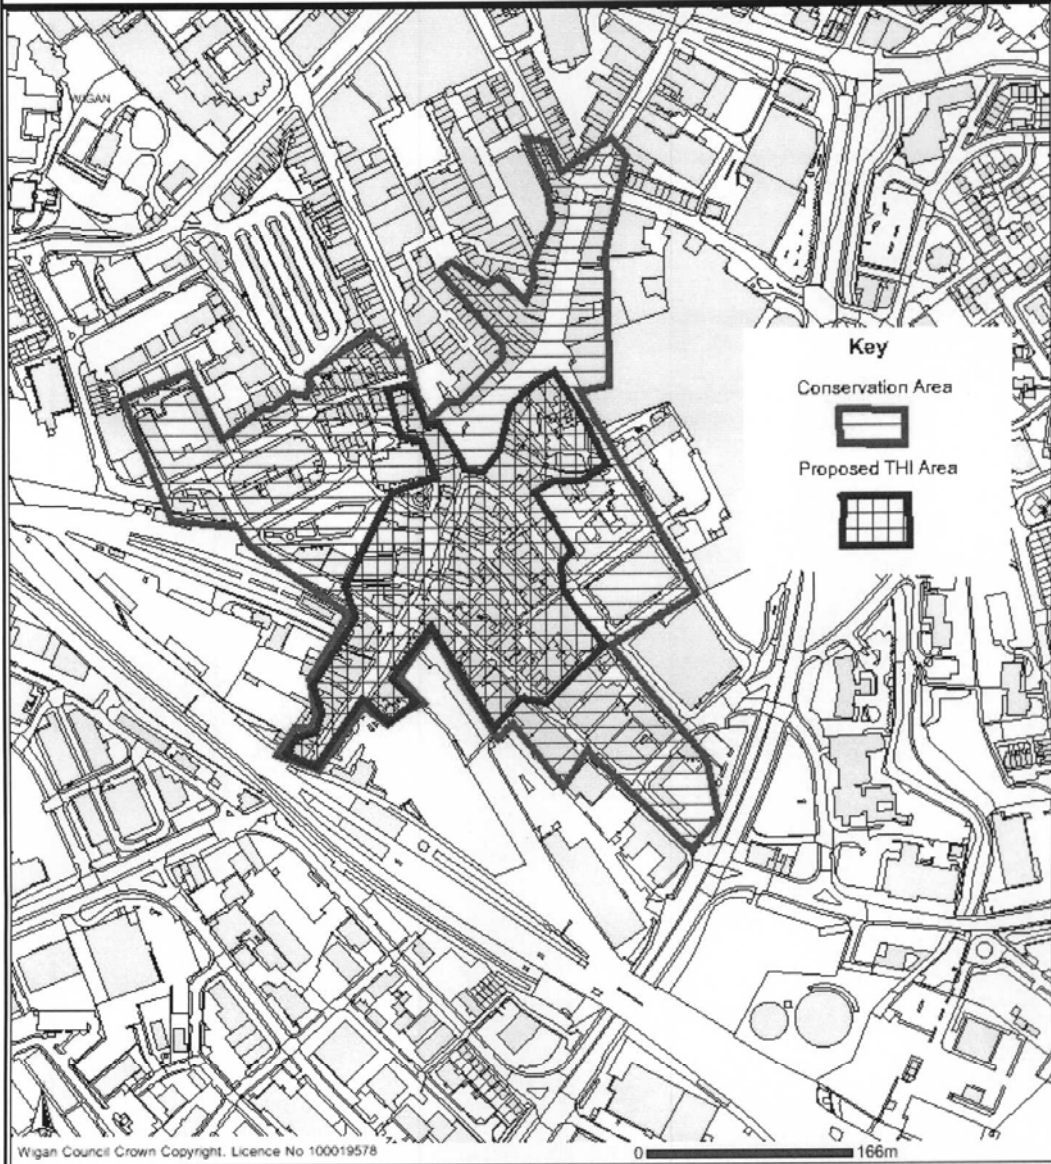 WIGAN
Key
Conservation Area
Proposed THI Area
Wigan Council Crown Copyright. Licence No 100019578
0 166m